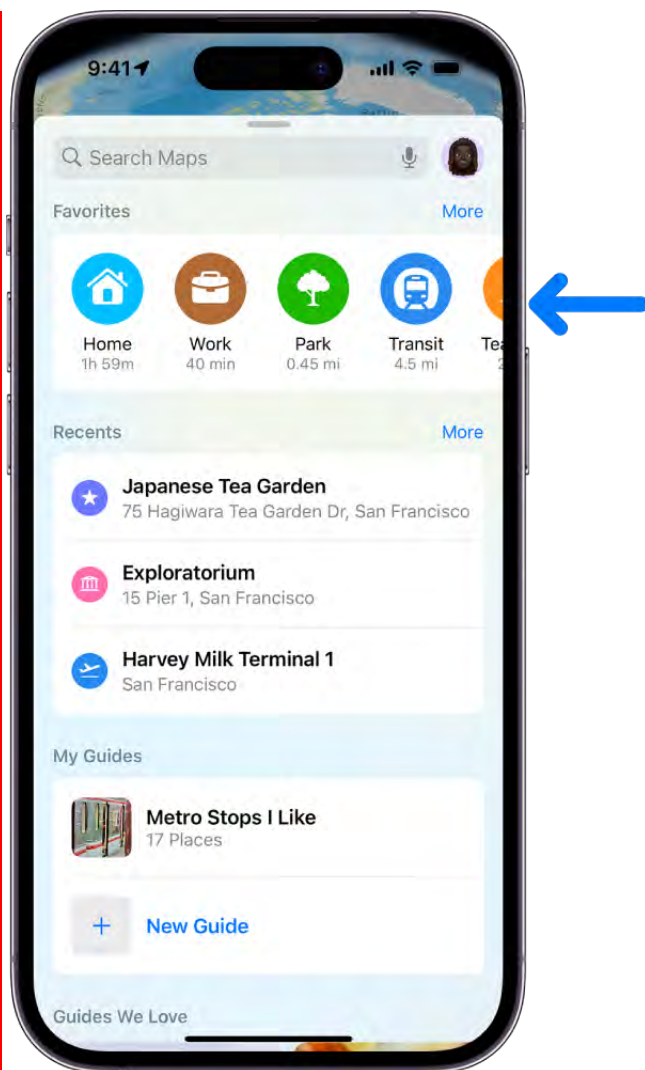 9:41
Search Maps
Favorites
More
Home
Work
Park
Transit
1h 59m
40 min
0.45 mi
4.5 mi
Recents
More
Japanese Tea Garden
75 Hagiwara Tea Garden Dr, San Francisco
Exploratorium
15 Pier 1, San Francisco
Harvey Milk Terminal 1
San Francisco
My Guides
Metro Stops I Like
17 Places
New Guide
Guides We Love